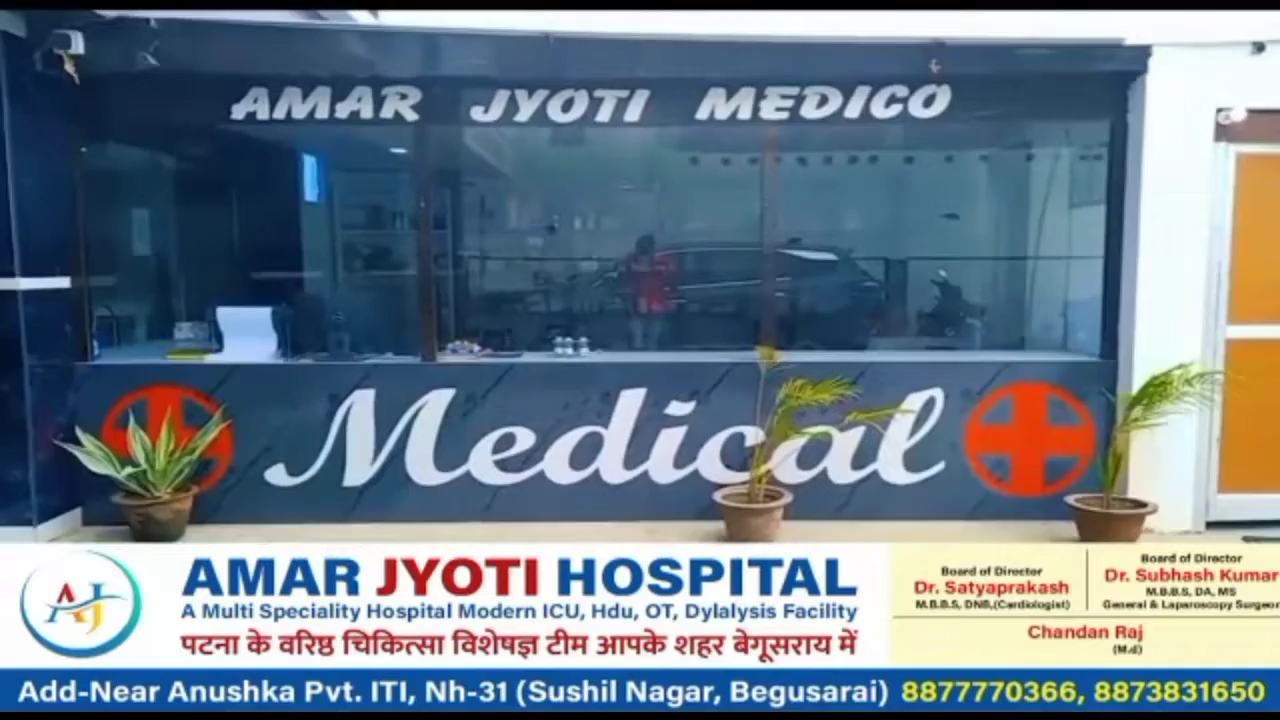 AMAR JYOTI MEDICO
Medical
AJ
AMAR JYOTI HOSPITAL
A Multi Speciality Hospital Modern ICU, Hdu, OT, Dylalysis Facility
पटना के वरिष्ठ चिकित्सा विशेषज्ञ टीम आपके शहर बेगूसराय में
Board of Director
Dr. Satyaprakash
M.B.B.S, DNB,(Cardiologist)
Board of Director
Dr. Subhash Kumar
M.B.B.S, DA, MS
General & Laparoscopy Surgeon
Chandan Raj
(M.d)
Add-Near Anushka Pvt. ITI, Nh-31 (Sushil Nagar, Begusarai) 8877770366, 8873831650